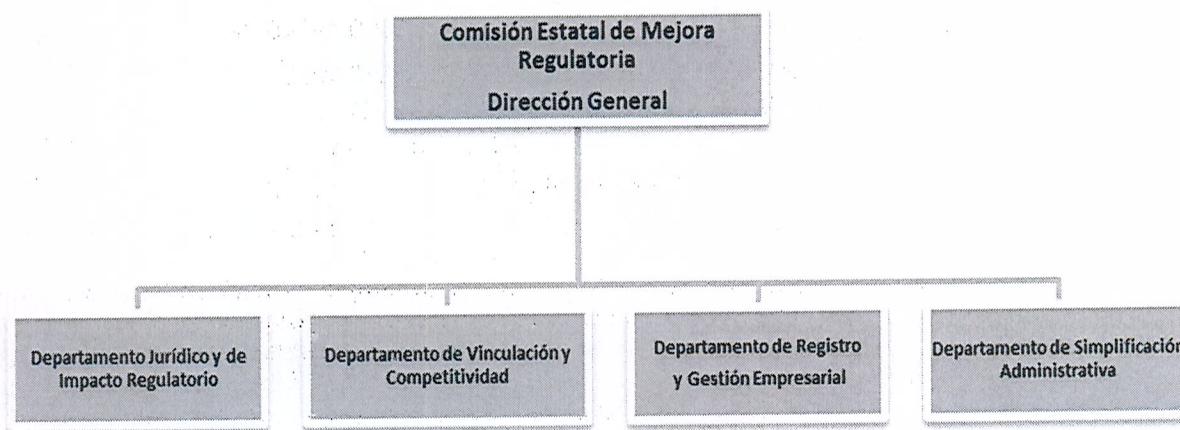 Comisión Estatal de Mejora
Regulatoria
Dirección General
Departamento Jurídico y de
Impacto Regulatorio
Departamento de Vinculación y
Competitividad
Departamento de Registro
y Gestión Empresarial
Departamento de Simplificación
Administrativa